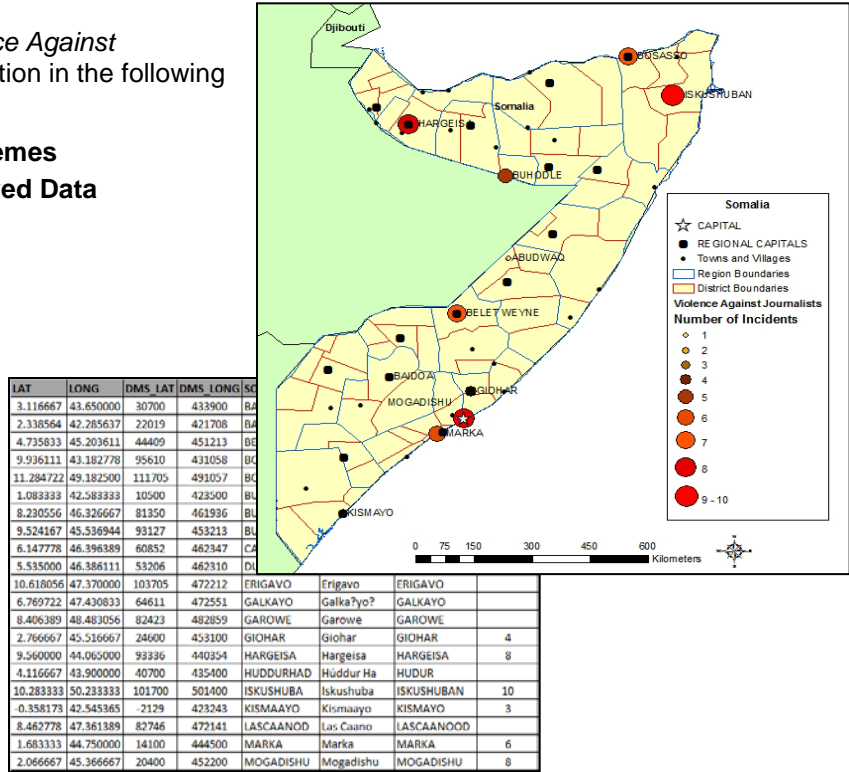 ce Against
tion in the following
emes
ved Data
Djibouti
BOSASSO
ISKUSHUBAN
Somalia
HARGEISA
BUHODLE
ABUDWAQ
BELET WEYNE
BAIDOA
GIOHAR
MOGADISHU
MARKA
KISMAYO
Somalia
CAPITAL
REGIONAL CAPITALS
Towns and Villages
Region Boundaries
District Boundaries
Violence Against Journalists
Number of Incidents
1
2
3
4
5
6
7
8
9 - 10
0 75 150 300 450 600
Kilometers
LAT LONG DMS_LAT DMS_LONG SO
3.116667 43.650000 30700 433900 BA
2.338564 42.285637 22019 421708 BA
4.735833 45.203611 44409 451213 BE
9.936111 43.182778 95610 431058 BO
11.284722 49.182500 111705 491057 BO
1.083333 42.583333 10500 423500 BU
8.230556 46.326667 81350 461936 BU
9.524167 45.536944 93127 453213 BU
6.147778 46.396389 60852 462347 CA
5.535000 46.386111 53206 462310 DU
10.618056 47.370000 103705 472212 ERIGAVO Erigavo ERIGAVO
6.769722 47.430833 64611 472551 GALKAYO Galka?yo? GALKAYO
8.406389 48.483056 82423 482859 GAROWE Garowe GAROWE
2.766667 45.516667 24600 453100 GIOHAR Giohar GIOHAR 4
9.560000 44.065000 93336 440354 HARGEISA Hargeisa HARGEISA 8
4.116667 43.900000 40700 435400 HUDDURHAD Húddur Ha HUDUR
10.283333 50.233333 101700 501400 ISKUSHUBA Iskushuba ISKUSHUBAN 10
-0.358173 42.545365 -2129 423243 KISMAAYO Kismaayo KISMAYO 3
8.462778 47.361389 82746 472141 LASCAANOD Las Caano LASCAANOOD
1.683333 44.750000 14100 444500 MARKA Marka MARKA 6
2.066667 45.366667 20400 452200 MOGADISHU Mogadishu MOGADISHU 8